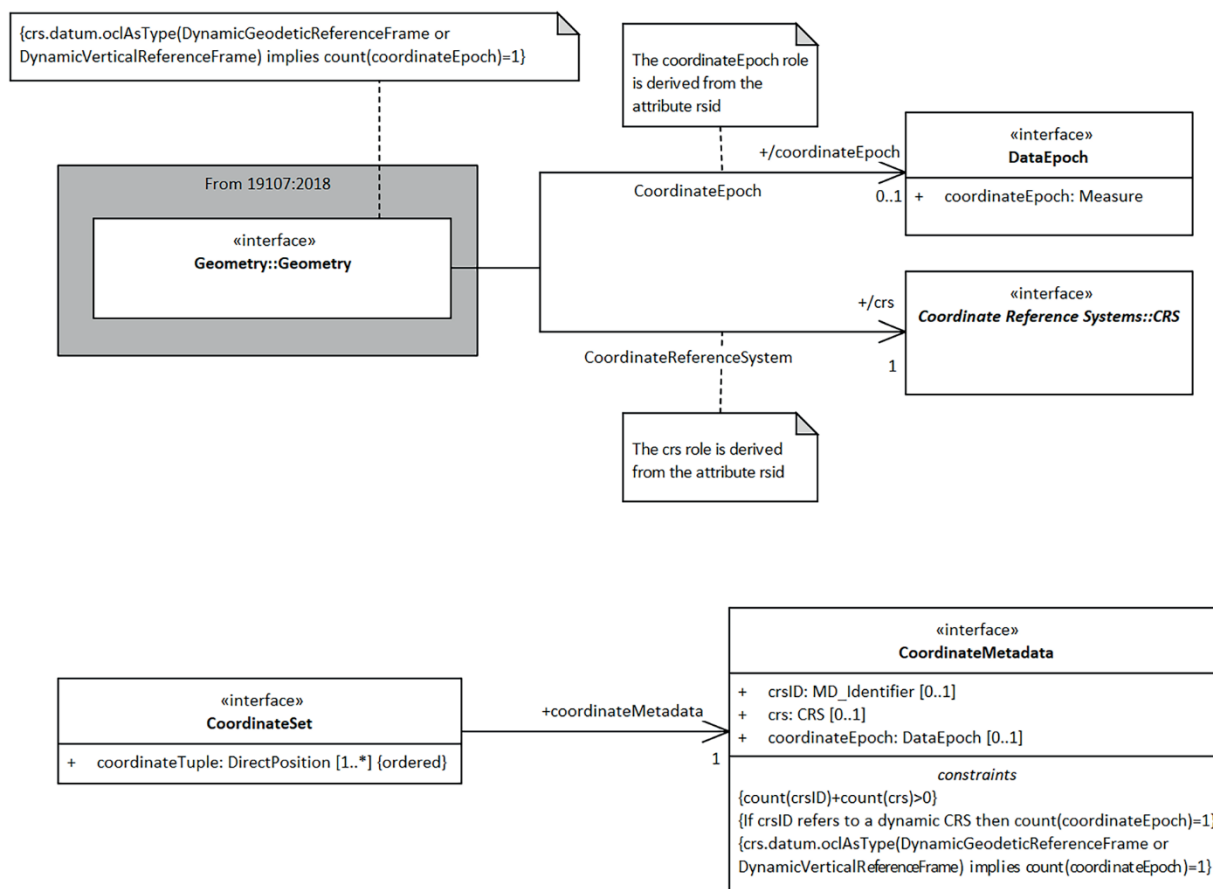 {crs.datum.oclAsType(DynamicGeodeticReferenceFrame or
DynamicVerticalReferenceFrame) implies count(coordinateEpoch)=1}
The coordinateEpoch role
is derived from the
attribute rsid
From 19107:2018
«interface»
Geometry::Geometry
+/coordinateEpoch
CoordinateEpoch
0..1
«interface»
DataEpoch
+ coordinateEpoch: Measure
+/crs
CoordinateReferenceSystem
1
«interface»
Coordinate Reference Systems::CRS
The crs role is derived
from the attribute rsid
«interface»
CoordinateSet
+ coordinateTuple: DirectPosition [1..*] {ordered}
+coordinateMetadata
1
«interface»
CoordinateMetadata
+ crsID: MD_Identifier [0..1]
+ crs: CRS [0..1]
+ coordinateEpoch: DataEpoch [0..1]
constraints
{count(crsID)+count(crs)>0}
{If crsID refers to a dynamic CRS then count(coordinateEpoch)=1}
{crs.datum.oclAsType(DynamicGeodeticReferenceFrame or
DynamicVerticalReferenceFrame) implies count(coordinateEpoch)=1}